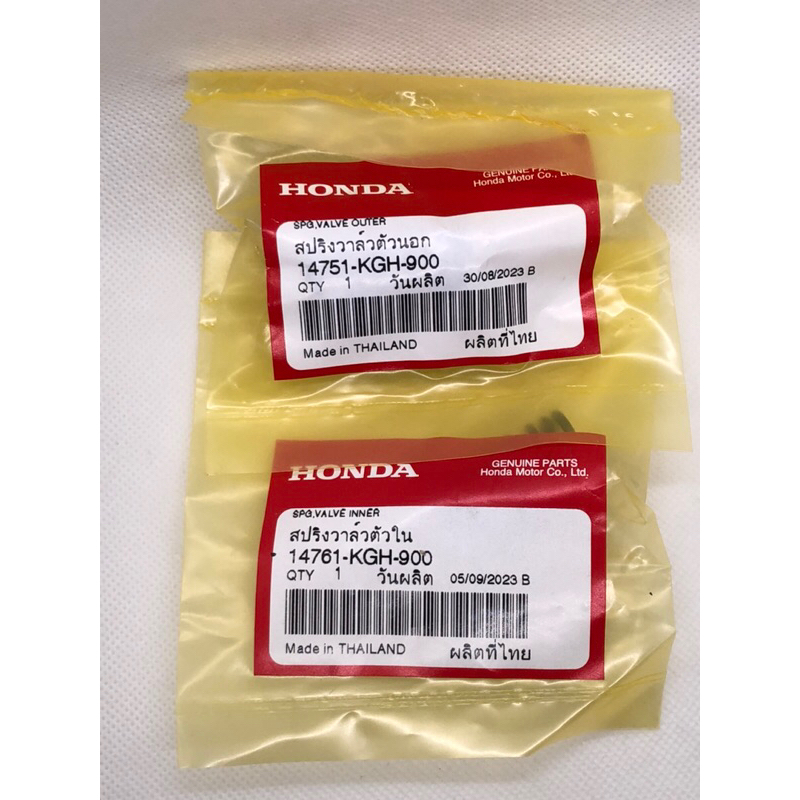 GENUINE PARTS
HONDA Honda Motor Co., Lt
SPG,VALVE OUTER
สปริงวาล์วตัวนอก
14751-KGH-900
QTY 1 วันผลิต 30/08/2023 B
Made in THAILAND ผลิตที่ไทย
GENUINE PARTS
HONDA Honda Motor Co., Ltd.
SPG,VALVE INNER
สปริงวาล์วตัวใน
14761-KGH-900
QTY 1 วันผลิต 05/09/2023 B
Made in THAILAND ผลิตที่ไทย